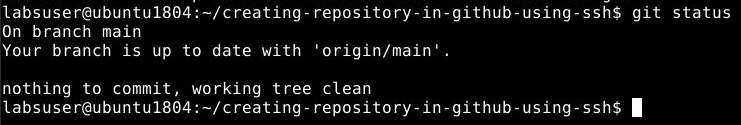 labsuser@ubuntu1804:~/creating-repository-in-github-using-ssh$ git status
On branch main
Your branch is up to date with 'origin/main'.
nothing to commit, working tree clean
labsuser@ubuntu1804:~/creating-repository-in-github-using-ssh$